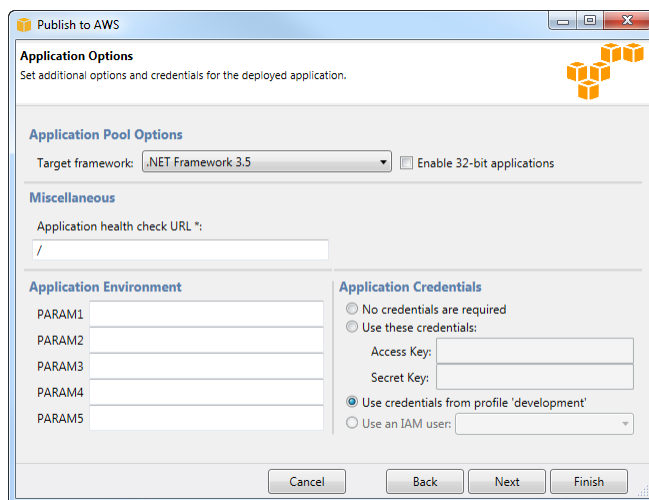 Publish to AWS
Application Options
Set additional options and credentials for the deployed application.
Application Pool Options
Target framework: .NET Framework 3.5 Enable 32-bit applications
Miscellaneous
Application health check URL *:
/
Application Environment
PARAM1
PARAM2
PARAM3
PARAM4
PARAM5
Application Credentials
No credentials are required
Use these credentials:
Access Key:
Secret Key:
Use credentials from profile 'development'
Use an IAM user:
Cancel Back Next Finish